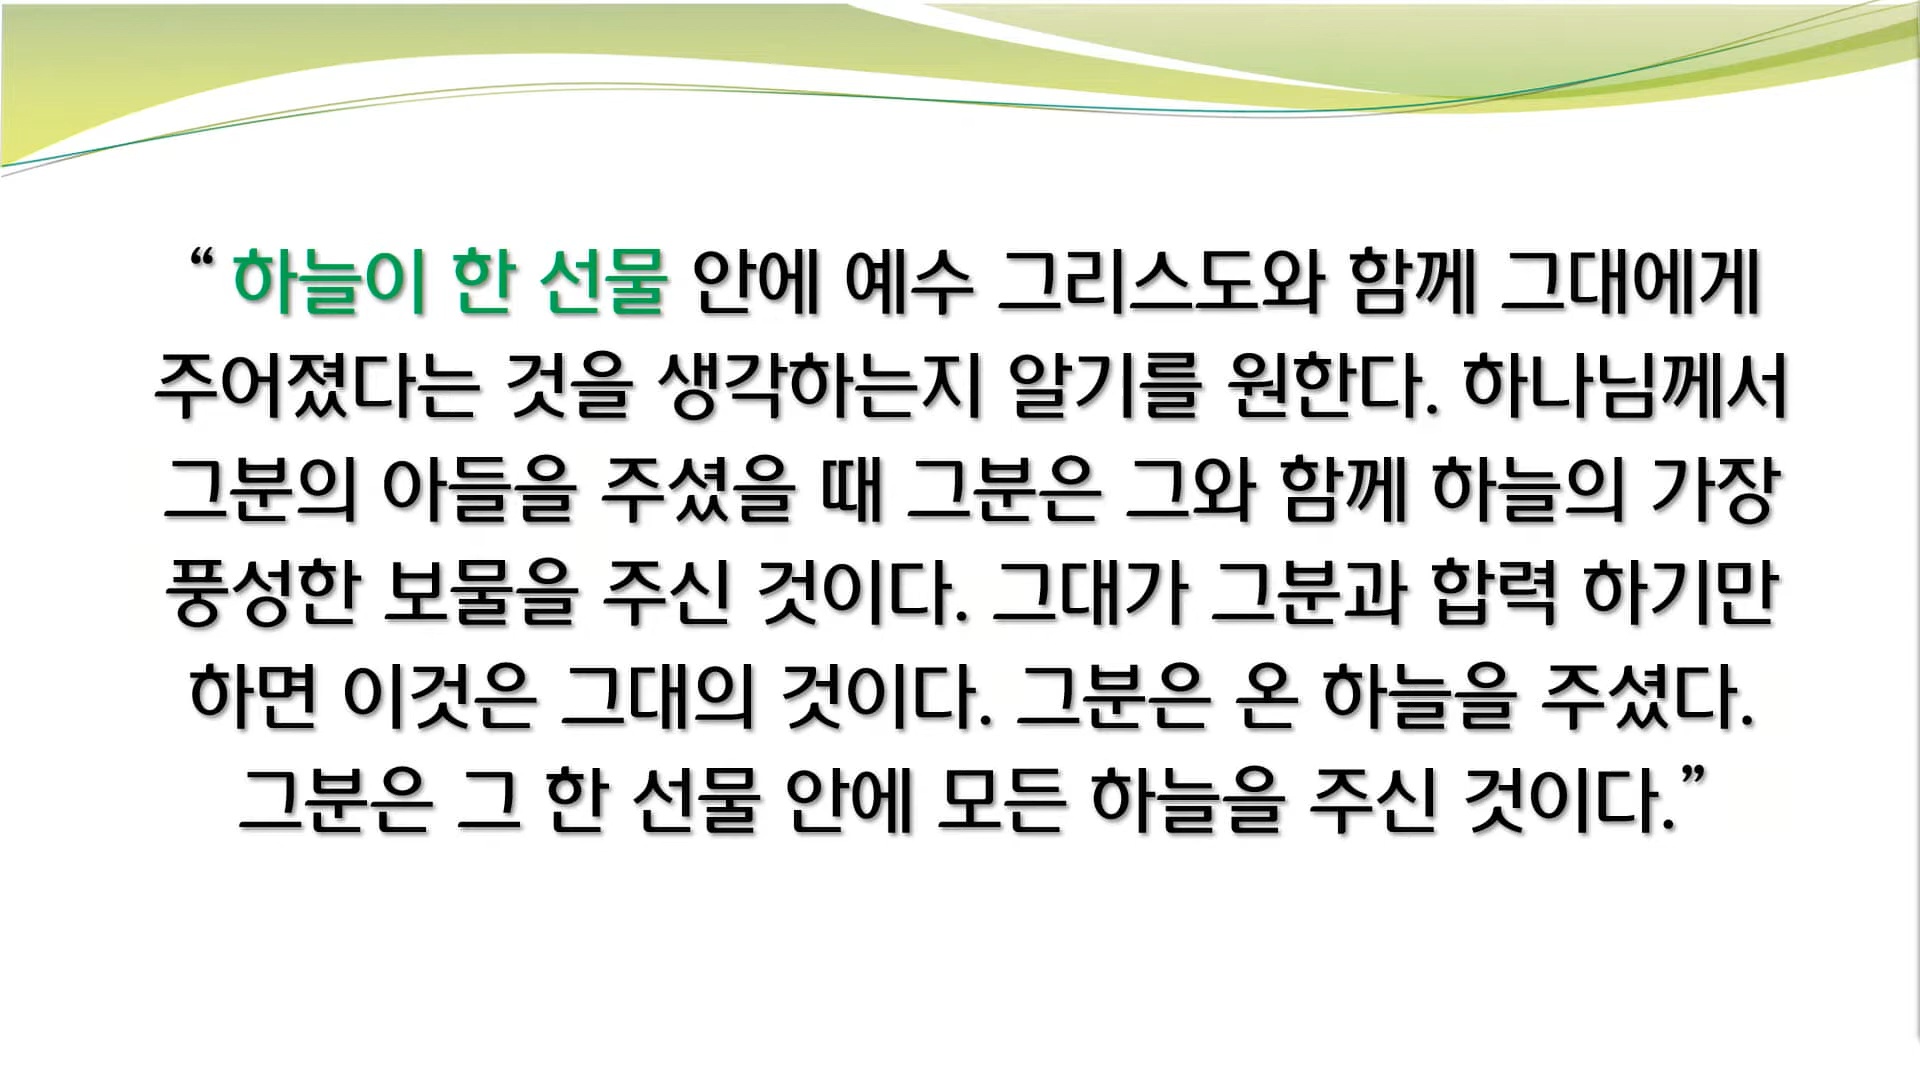 “ 하늘이 한 선물 안에 예수 그리스도와 함께 그대에게
주어졌다는 것을 생각하는지 알기를 원한다. 하나님께서
그분의 아들을 주셨을 때 그분은 그와 함께 하늘의 가장
풍성한 보물을 주신 것이다. 그대가 그분과 합력 하기만
하면 이것은 그대의 것이다. 그분은 온 하늘을 주셨다.
그분은 그 한 선물 안에 모든 하늘을 주신 것이다.”